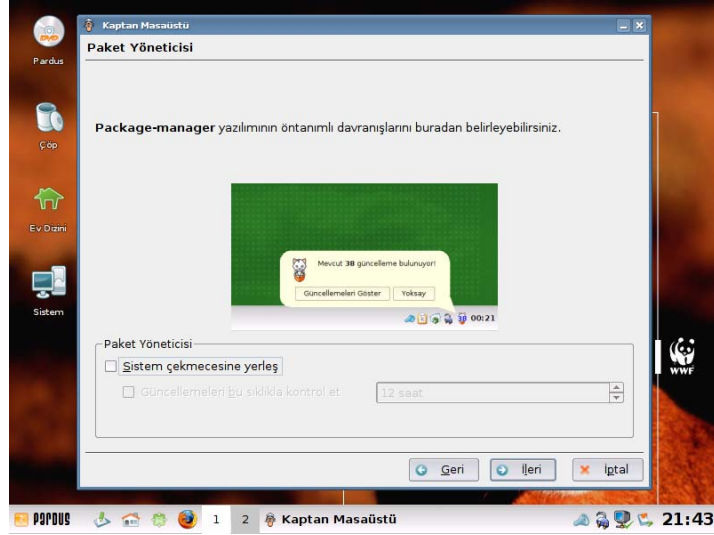 Kaptan Masaüstü
Paket Yöneticisi
Pardus
Package-manager yazılımının öntanımlı davranışlarını buradan belirleyebilirsiniz.
Çöp
Ev Dizini
Mevcut 38 güncelleme bulunuyor!
Güncellemeleri Göster Yoksay
00:21
Sistem
Paket Yöneticisi
Sistem çekmecesine yerleş
Güncellemeleri bu sıklıkla kontrol et 12 saat
WWF
Geri İleri İptal
PARDUS 1 2 Kaptan Masaüstü 21:43